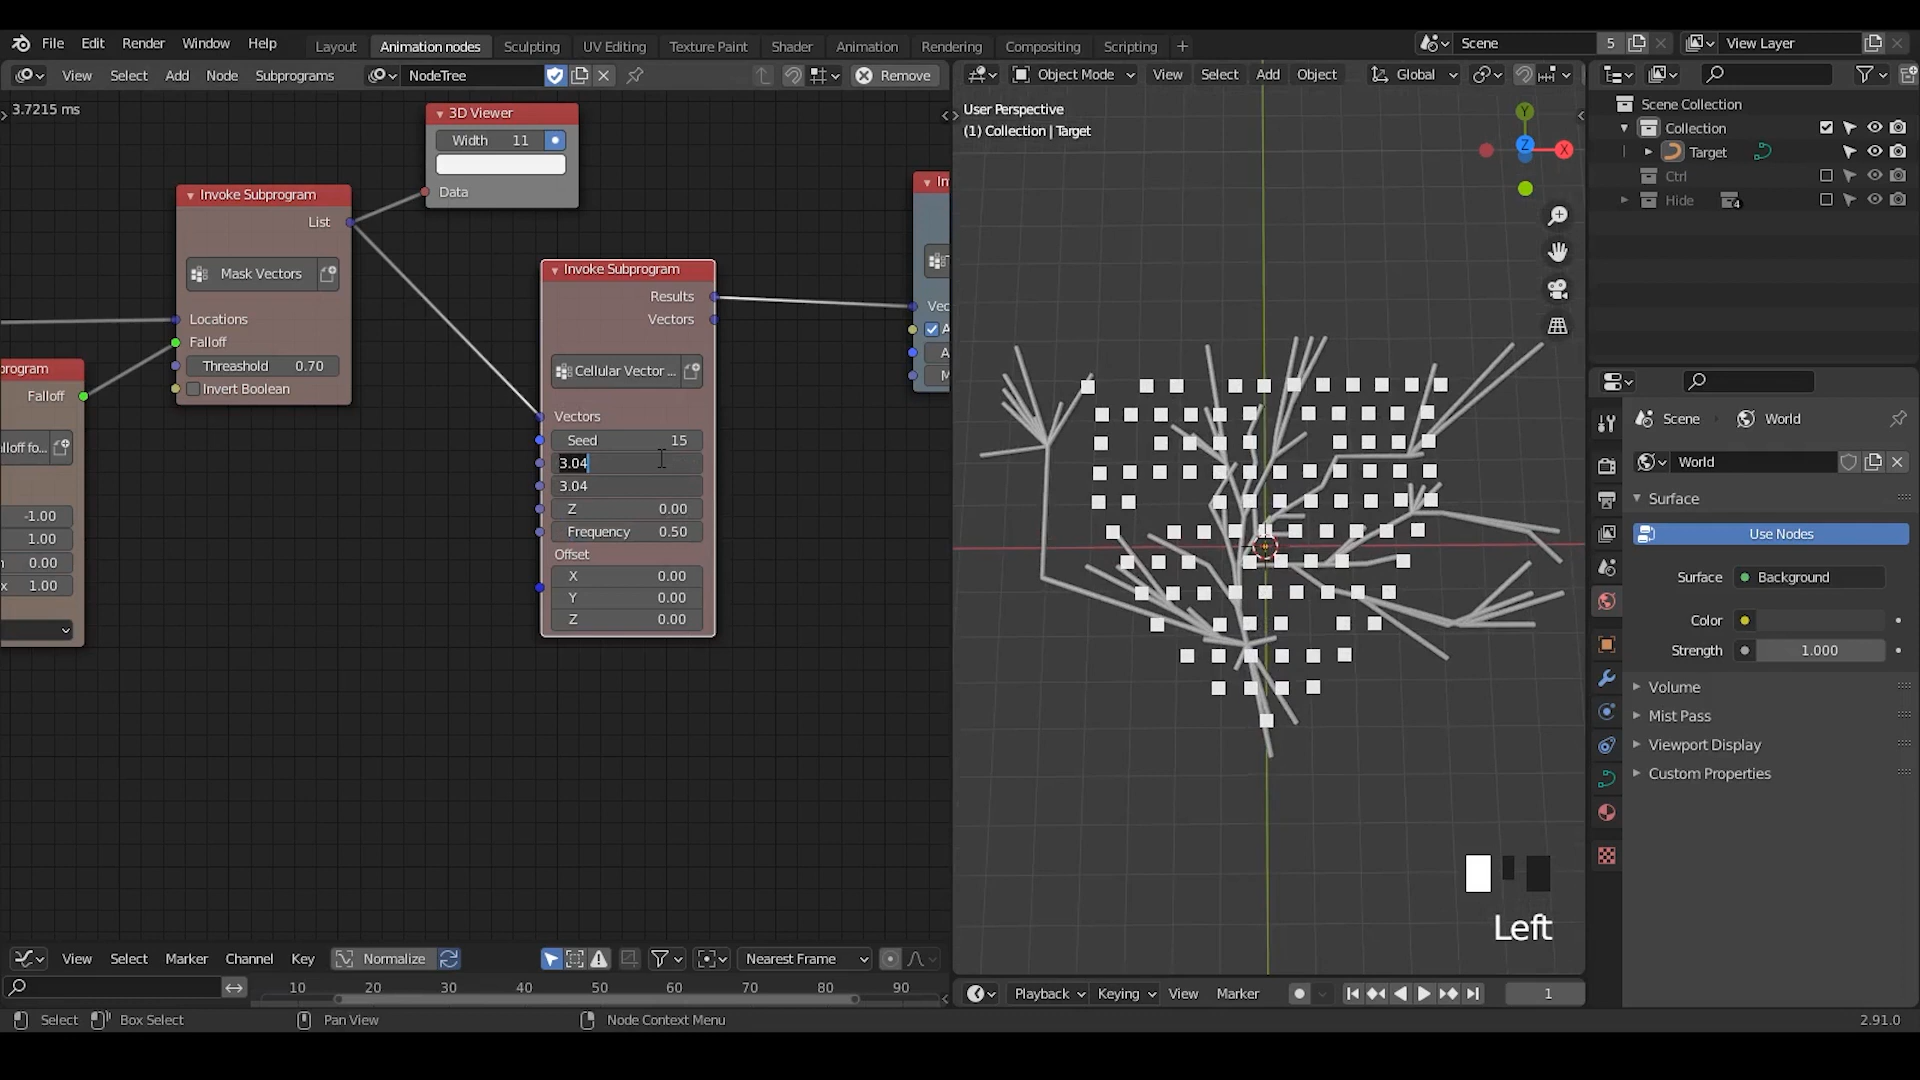 File Edit Render Window Help
Layout Animation nodes Sculpting UV Editing Texture Paint Shader Animation Rendering Compositing Scripting +
Scene 5 View Layer
View Select Add Node Subprograms NodeTree Remove
3.7215 ms
3D Viewer
Width 11
Data
Invoke Subprogram
List
Mask Vectors
Locations
Falloff
Threshold 0.70
Invert Boolean
program
Falloff
lloff fo...
-1.00
1.00
0.00
x 1.00
Invoke Subprogram
Results
Vectors
Cellular Vector ...
Vectors
Seed 15
3.04
3.04
Z 0.00
Frequency 0.50
Offset
X 0.00
Y 0.00
Z 0.00
In
Vec
A
A
M
Object Mode View Select Add Object Global
User Perspective
(1) Collection | Target
Y
Z
X
Left
Scene Collection
Collection
Target
Ctrl
Hide 4
Scene World
World
Surface
Use Nodes
Surface Background
Color
Strength 1.000
Volume
Mist Pass
Viewport Display
Custom Properties
View Select Marker Channel Key Normalize Nearest Frame
10 20 30 40 50 60 70 80 90
Playback Keying View Marker 1
Select Box Select Pan View Node Context Menu 2.91.0